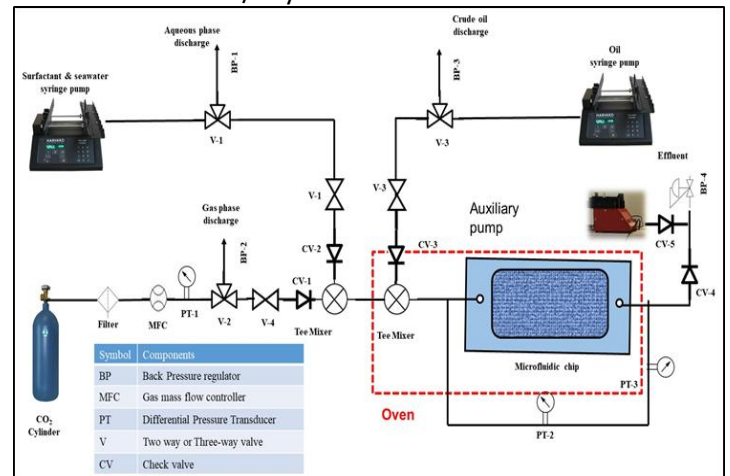 Aqueous phase
discharge
BP-1
Crude oil
discharge
BP-3
Oil
syringe pump
Surfactant & seawater
syringe pump
V-1
V-3
Effluent
BP-4
V-1
V-3
Auxiliary
pump
Gas phase
discharge
BP-2
CV-2
CV-3
CV-5
CV-1
CV-4
PT-1
Filter
MFC
V-2
V-4
Tee Mixer
Tee Mixer
Microfluidic chip
PT-3
CO2
Cylinder
Oven
PT-2
Symbol Components
BP Back Pressure regulator
MFC Gas mass flow controller
PT Differential Pressure Transducer
V Two way or Three-way valve
CV Check valve